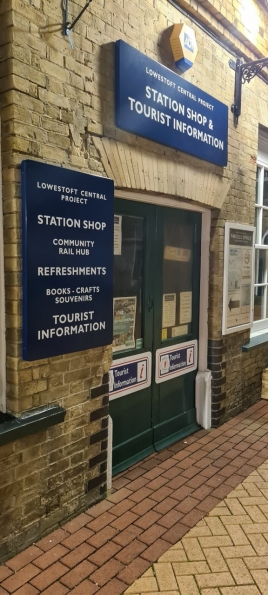 LOWESTOFT CENTRAL PROJECT
STATION SHOP &
TOURIST INFORMATION
LOWESTOFT CENTRAL
PROJECT
STATION SHOP
COMMUNITY
RAIL HUB
REFRESHMENTS
BOOKS - CRAFTS
SOUVENIRS
TOURIST
INFORMATION
Tourist
Information
i
Tourist
Information
i